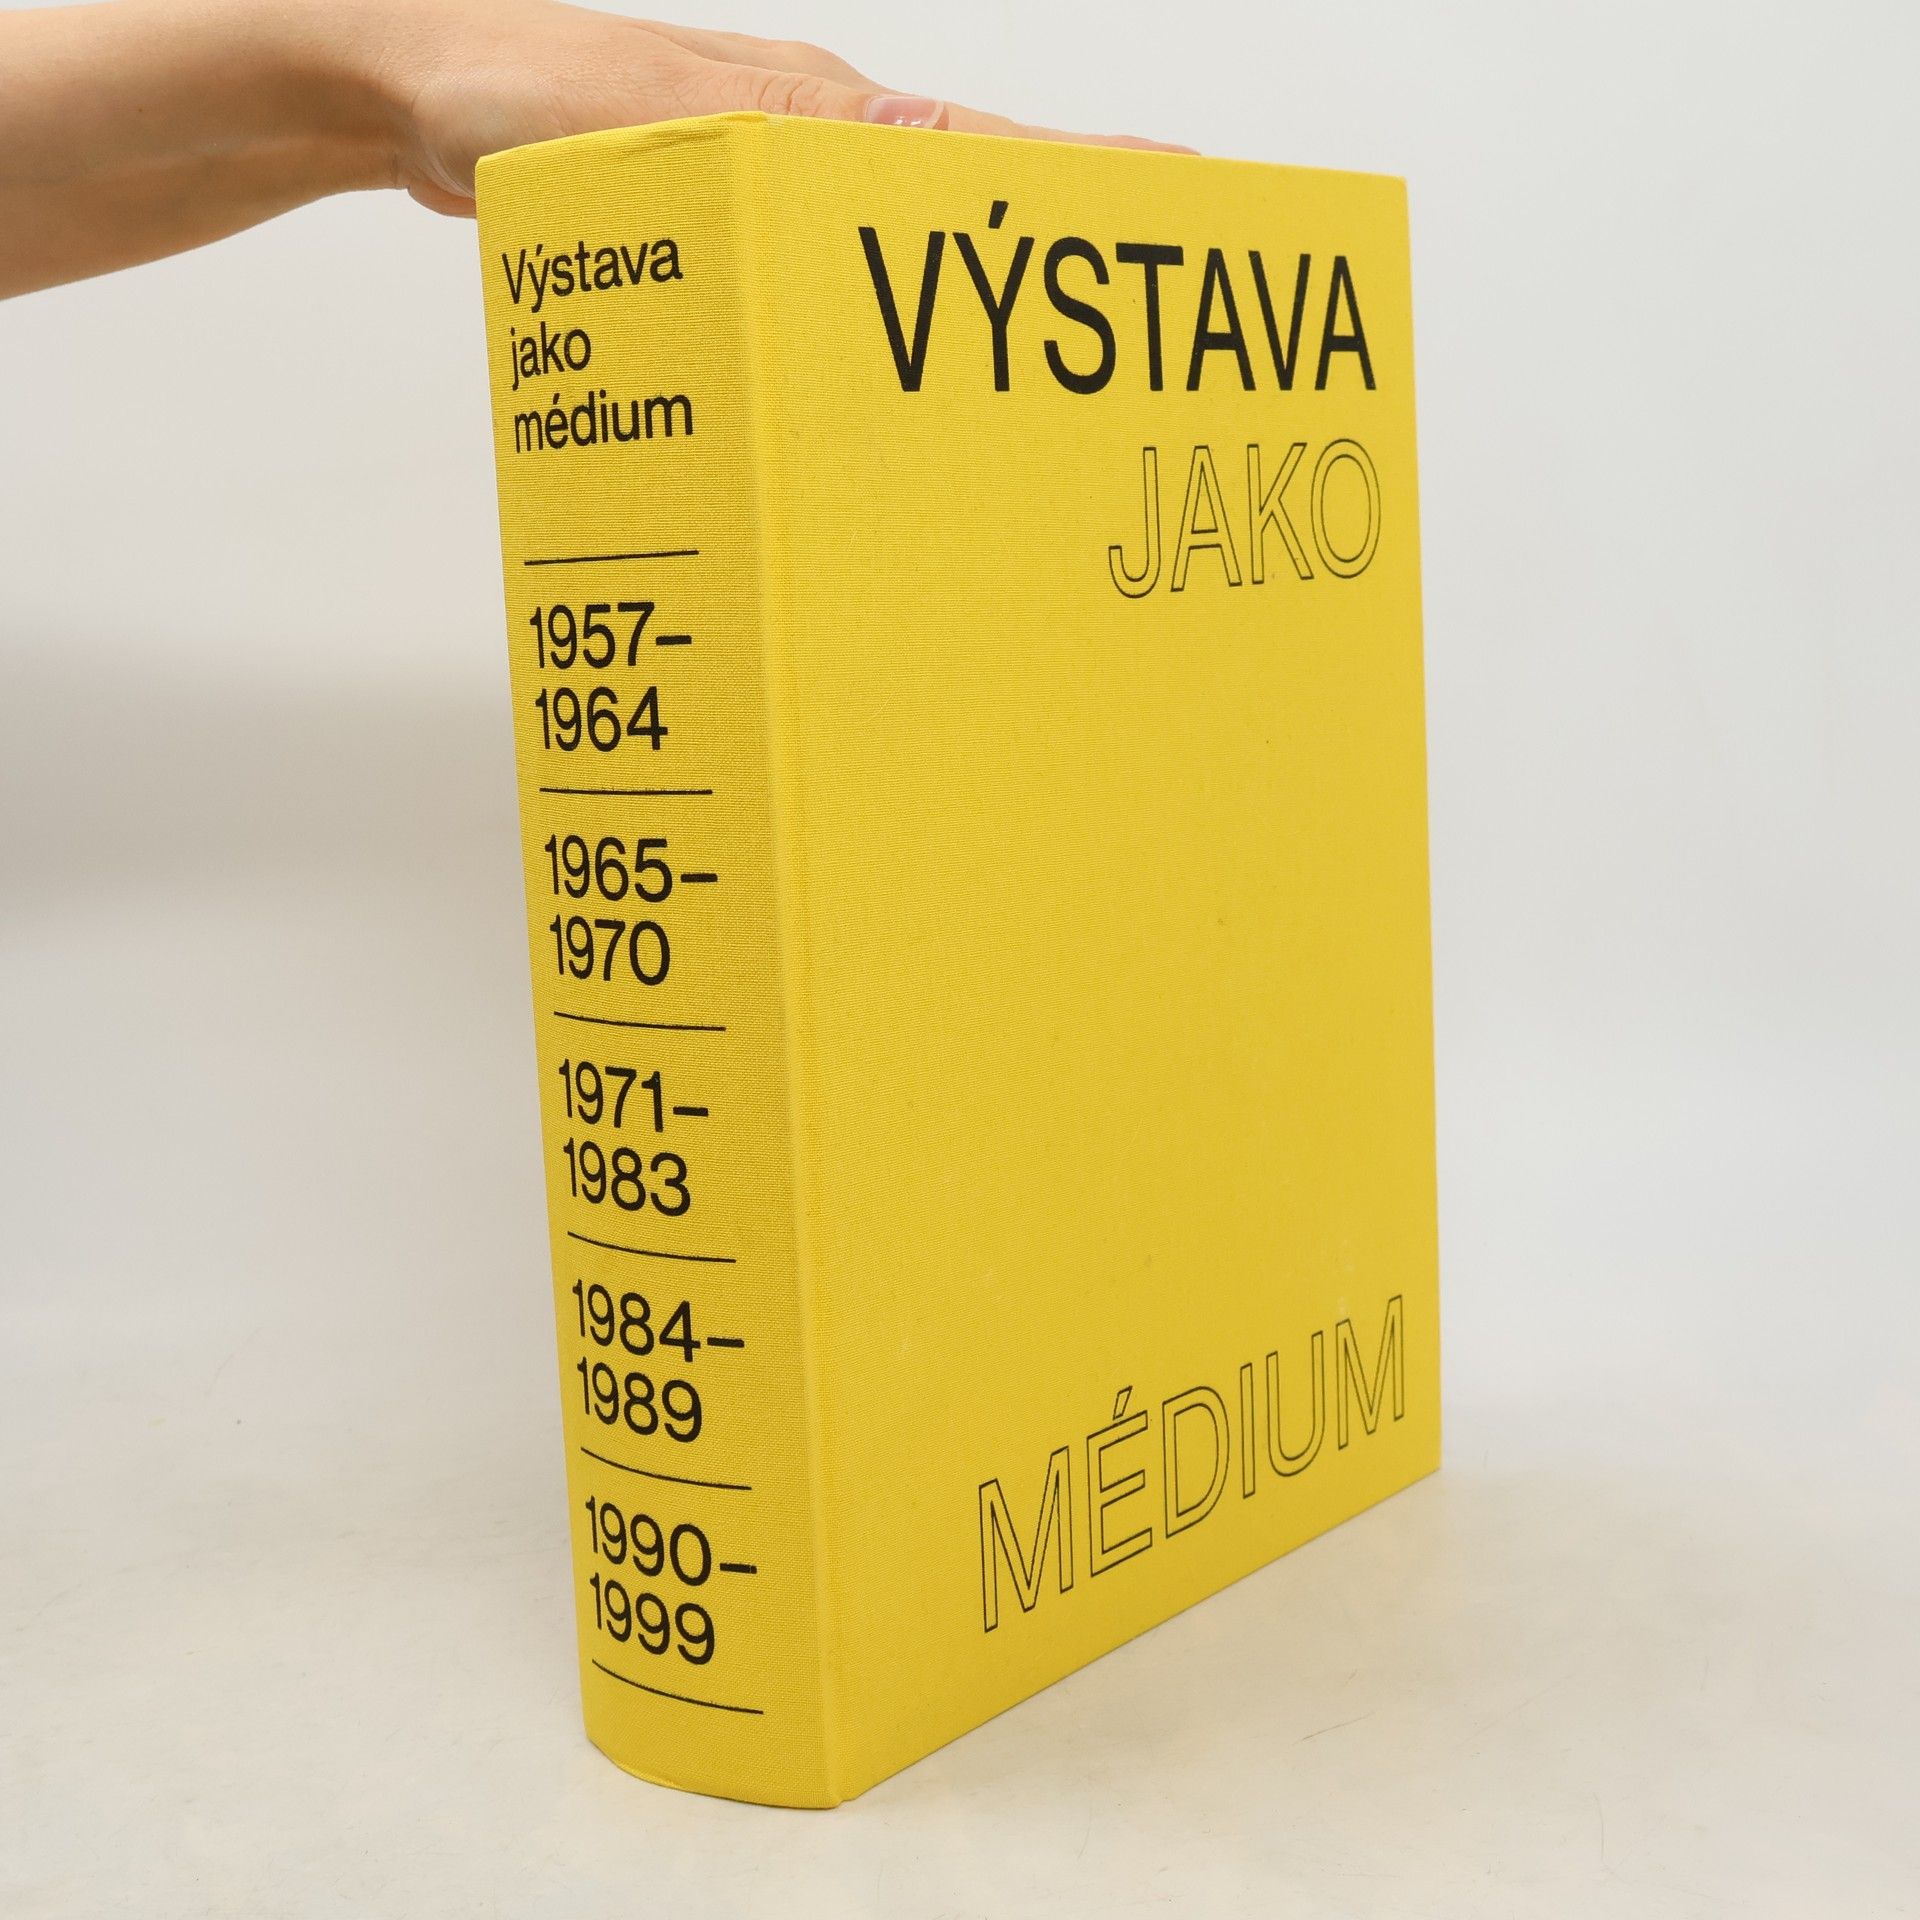 Výstava
jako
médium
1957–
1964
1965–
1970
1971–
1983
1984–
1989
1990–
1999
VÝSTAVA
JAKO
MÉDIUM